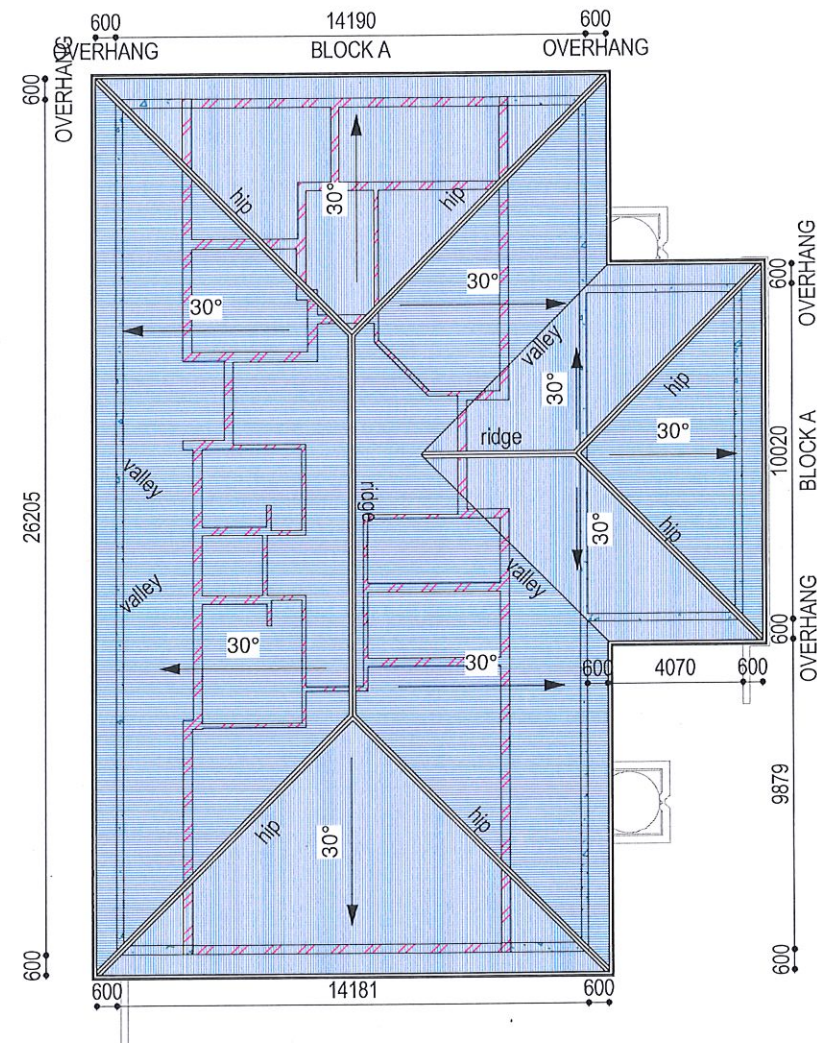 600 14190 600
OVERHANG BLOCK A OVERHANG
600
OVERHANG
hip
30°
hip
30°
30°
600
OVERHANG
valley
30°
hip
ridge
30°
10020
BLOCK A
valley
ridge
26205
30°
hip
valley
valley
600
OVERHANG
30°
30°
600 4070 600
9879
hip
30°
hip
600
600
600 14181 600